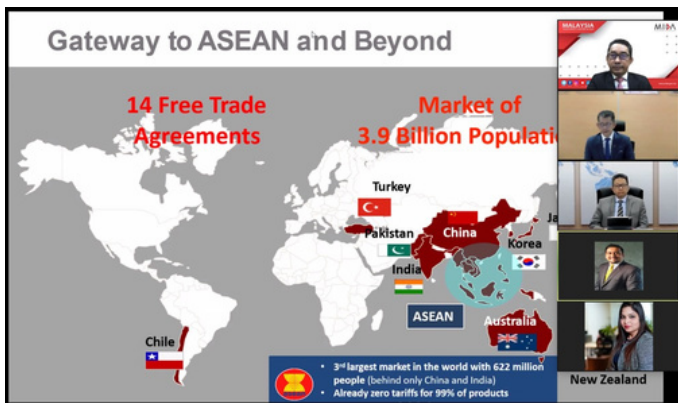 Gateway to ASEAN and Beyond
14 Free Trade
Agreements
Market of
3.9 Billion Populati
Turkey
Pakistan
China
Ja
Korea
India
ASEAN
Australia
Chile
• 3rd largest market in the world with 622 million
people (behind only China and India)
• Already zero tariffs for 99% of products
New Zealand
MALAYSIA
MIDA